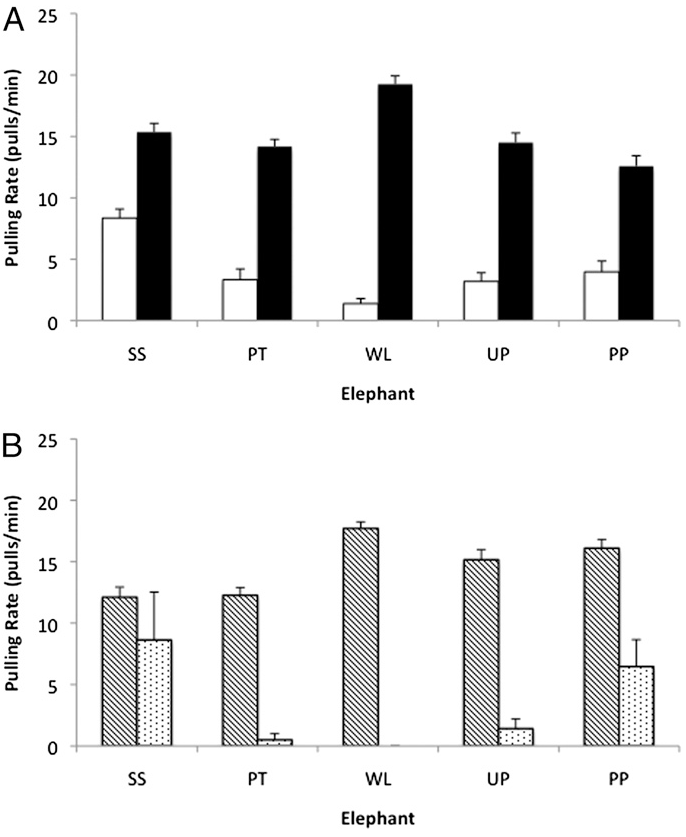 A
25
20
15
10
5
0
Pulling Rate (pulls/min)
SS PT WL UP PP
Elephant
B
25
20
15
10
5
0
Pulling Rate (pulls/min)
SS PT WL UP PP
Elephant